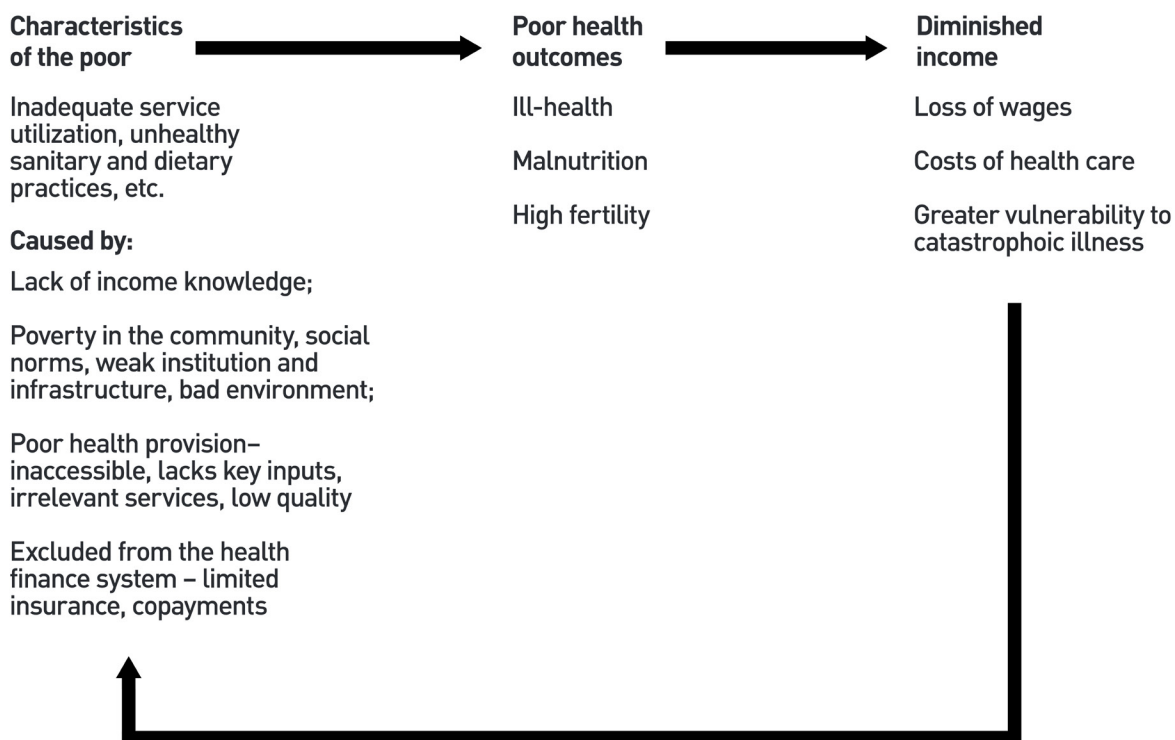 Characteristics
of the poor
Inadequate service
utilization, unhealthy
sanitary and dietary
practices, etc.
Caused by:
Lack of income knowledge;
Poverty in the community, social
norms, weak institution and
infrastructure, bad environment;
Poor health provision–
inaccessible, lacks key inputs,
irrelevant services, low quality
Excluded from the health
finance system – limited
insurance, copayments
Poor health
outcomes
Ill-health
Malnutrition
High fertility
Diminished
income
Loss of wages
Costs of health care
Greater vulnerability to
catastrophoic illness